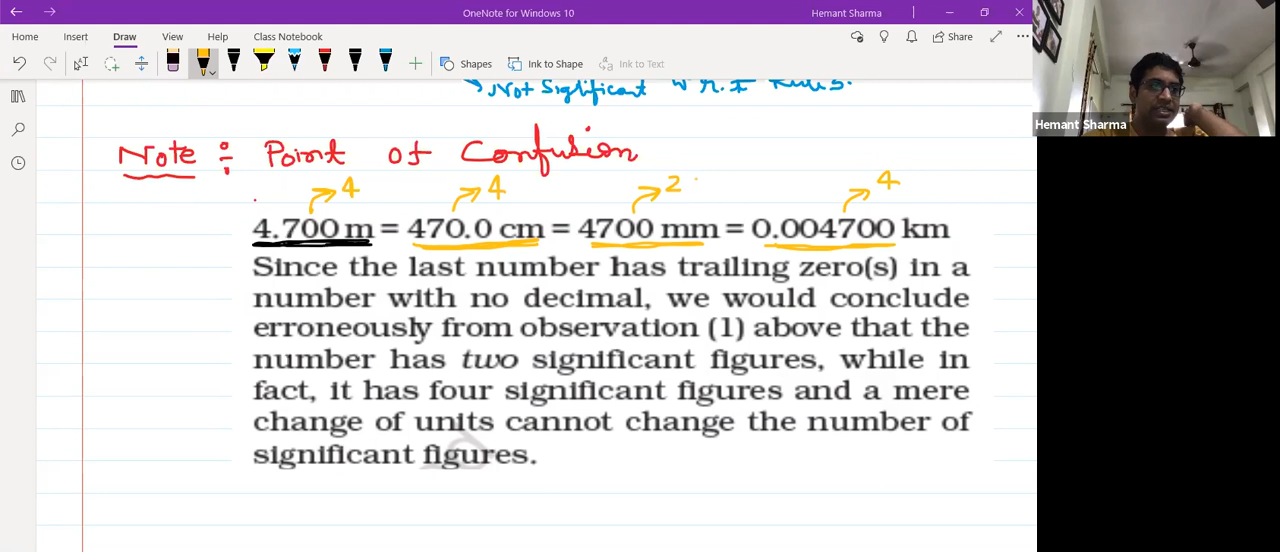 OneNote for Windows 10
Hemant Sharma
Home Insert Draw View Help Class Notebook
Share
Shapes
Ink to Shape
Ink to Text
Hemant Sharma
Not Significant w.r.t Rules.
Note : Point of Confusion
4 4 2 4
4.700 m = 470.0 cm = 4700 mm = 0.004700 km
Since the last number has trailing zero(s) in a
number with no decimal, we would conclude
erroneously from observation (1) above that the
number has two significant figures, while in
fact, it has four significant figures and a mere
change of units cannot change the number of
significant figures.